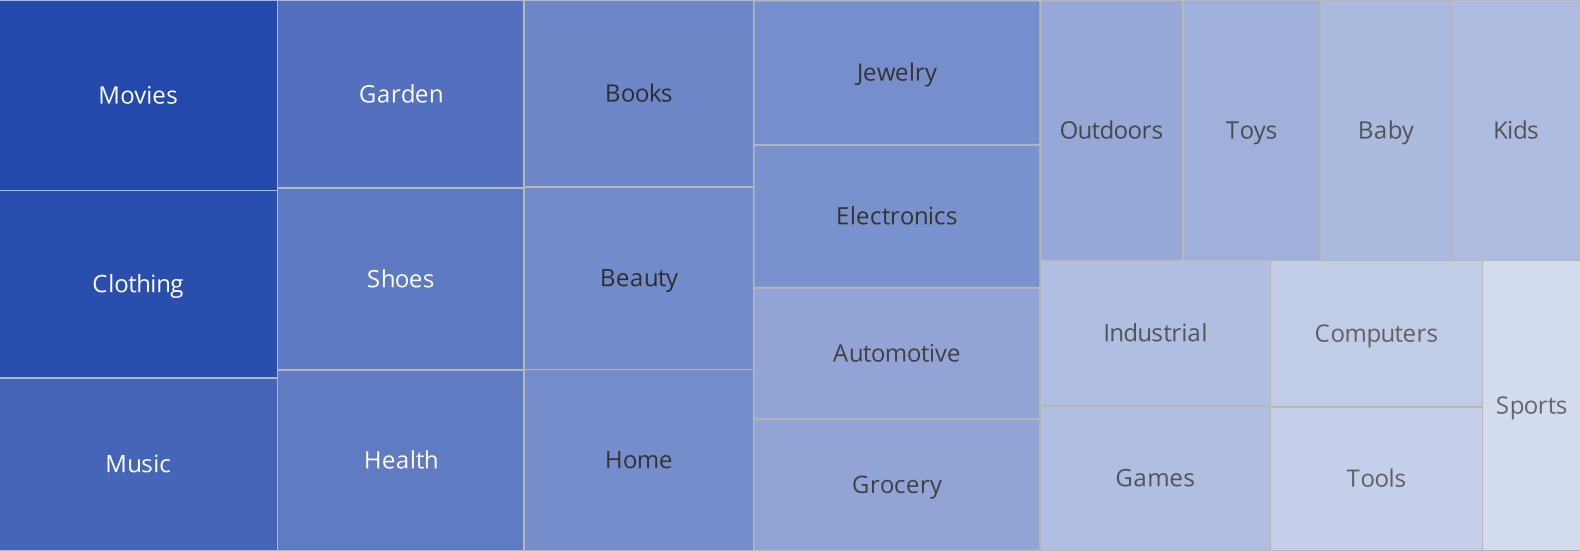 Movies
Clothing
Music
Garden
Shoes
Health
Books
Beauty
Home
Jewelry
Electronics
Automotive
Grocery
Outdoors
Toys
Baby
Kids
Industrial
Games
Computers
Tools
Sports